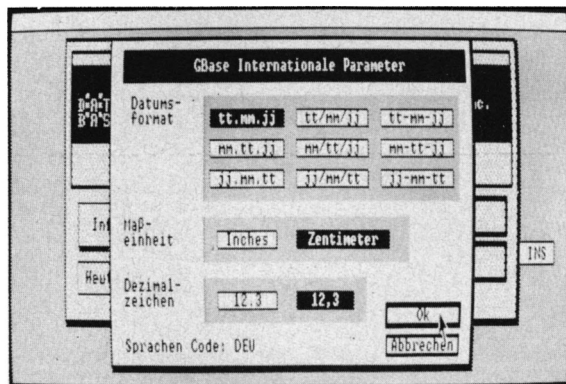 GBase Internationale Parameter
Datums-
format
tt.mm.jj tt/mm/jj tt-mm-jj
mm.tt.jj mm/tt/jj mm-tt-jj
jj.mm.tt jj/mm/tt jj-mm-tt
Maß-
einheit
Inches Zentimeter
INS
Dezimal-
zeichen
12.3 12,3
Ok
Sprachen Code: DEU
Abbrechen